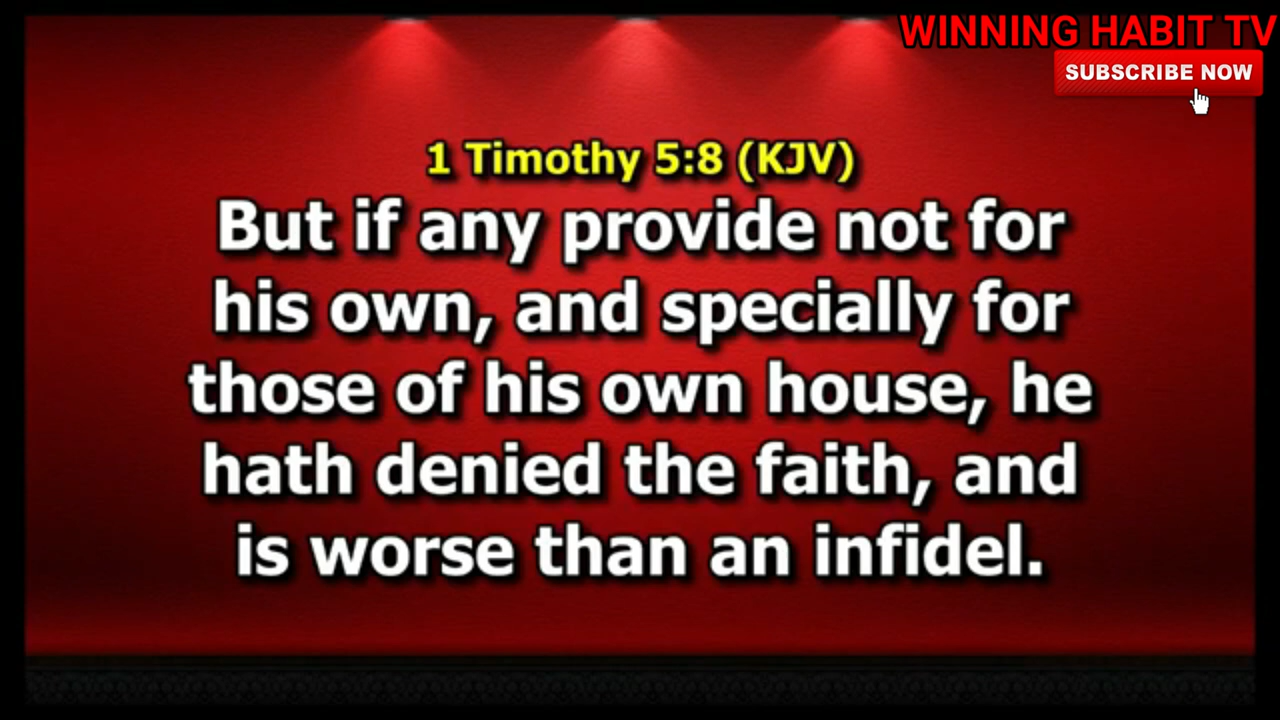 WINNING HABIT TV
SUBSCRIBE NOW
1 Timothy 5:8 (KJV)
But if any provide not for
his own, and specially for
those of his own house, he
hath denied the faith, and
is worse than an infidel.